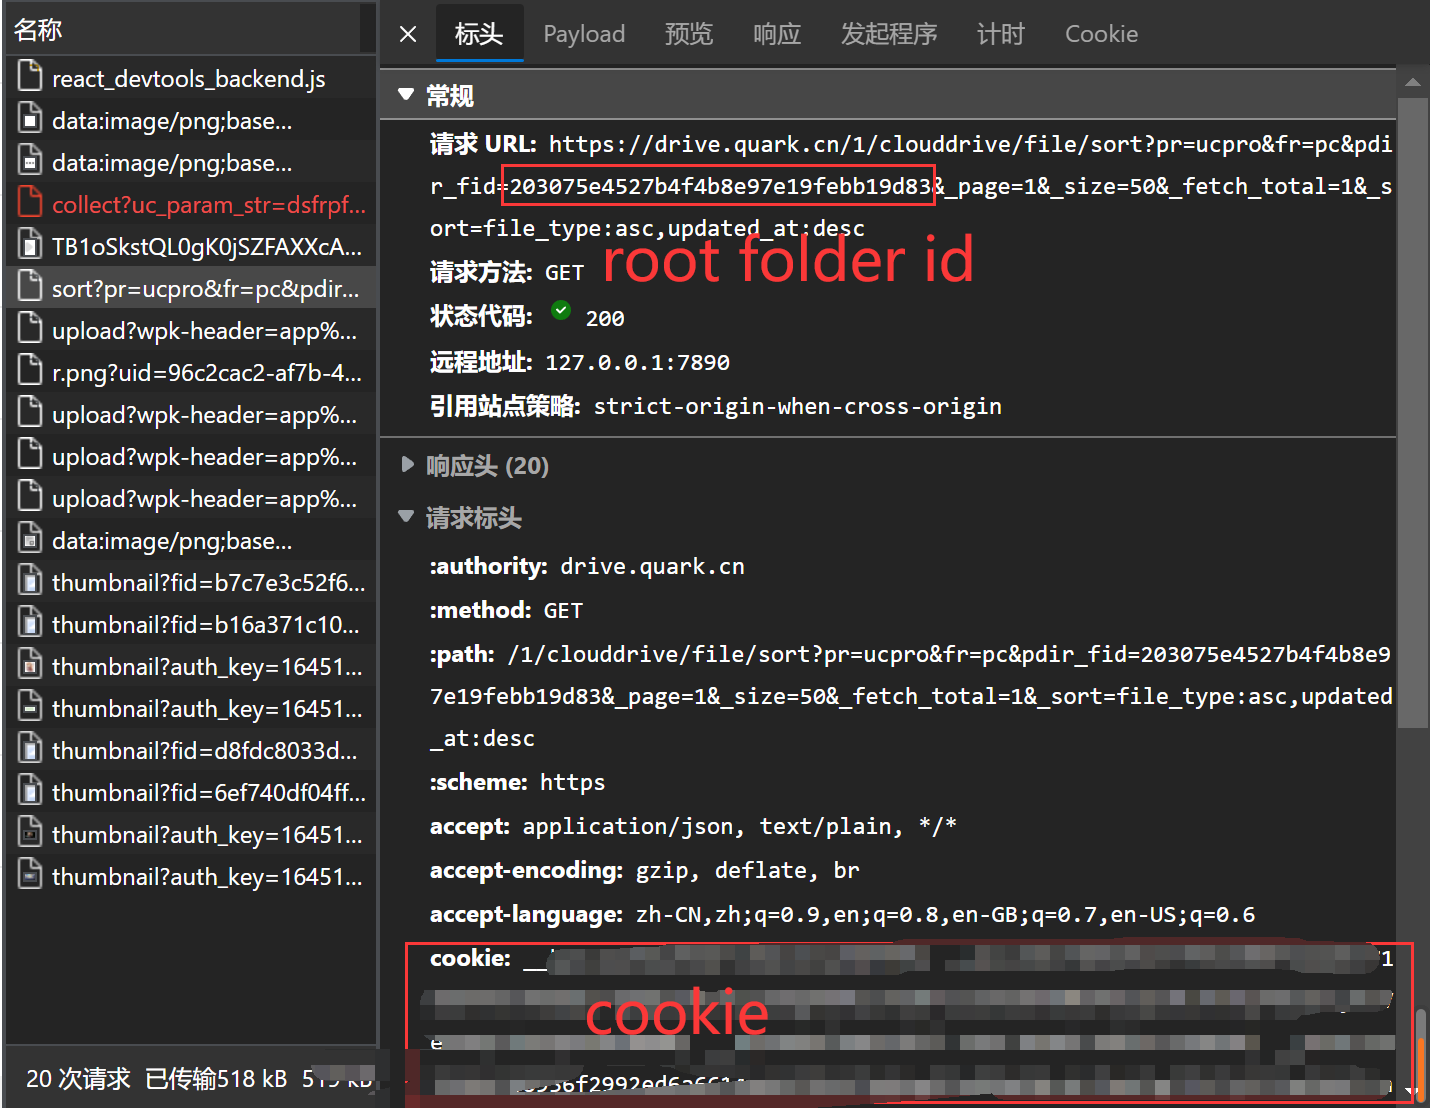 名称
react_devtools_backend.js
data:image/png;base...
data:image/png;base...
collect?uc_param_str=dsfrpf...
TB1oSkstQL0gK0jSZFAXXcA...
sort?pr=ucpro&fr=pc&pdir...
upload?wpk-header=app%...
r.png?uid=96c2cac2-af7b-4...
upload?wpk-header=app%...
upload?wpk-header=app%...
upload?wpk-header=app%...
data:image/png;base...
thumbnail?fid=b7c7e3c52f6...
thumbnail?fid=b16a371c10...
thumbnail?auth_key=16451...
thumbnail?auth_key=16451...
thumbnail?fid=d8fdc8033d...
thumbnail?fid=6ef740df04ff...
thumbnail?auth_key=16451...
thumbnail?auth_key=16451...
20 次请求 已传输518 kB
标头 Payload 预览 响应 发起程序 计时 Cookie
常规
请求 URL: https://drive.quark.cn/1/clouddrive/file/sort?pr=ucpro&fr=pc&pdi
r_fid=203075e4527b4f4b8e97e19febb19d83&_page=1&_size=50&_fetch_total=1&_s
ort=file_type:asc,updated_at:desc
root folder id
请求方法: GET
状态代码: 200
远程地址: 127.0.0.1:7890
引用站点策略: strict-origin-when-cross-origin
响应头 (20)
请求标头
:authority: drive.quark.cn
:method: GET
:path: /1/clouddrive/file/sort?pr=ucpro&fr=pc&pdir_fid=203075e4527b4f4b8e9
7e19febb19d83&_page=1&_size=50&_fetch_total=1&_sort=file_type:asc,updated
_at:desc
:scheme: https
accept: application/json, text/plain, */*
accept-encoding: gzip, deflate, br
accept-language: zh-CN,zh;q=0.9,en;q=0.8,en-GB;q=0.7,en-US;q=0.6
cookie: __
cookie